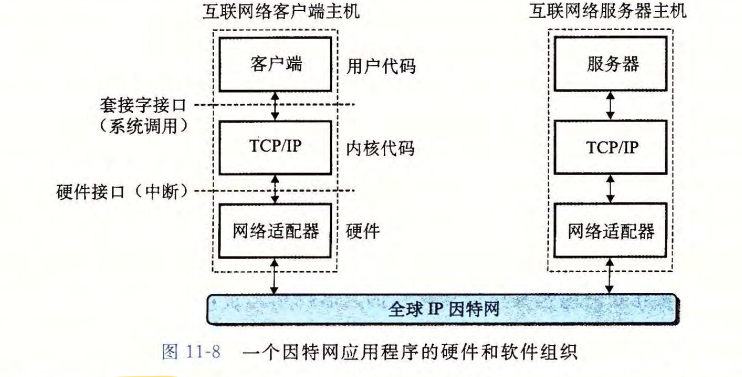 互联网络客户端主机
互联网络服务器主机
客户端
用户代码
服务器
套接字接口
（系统调用）
TCP/IP
内核代码
TCP/IP
硬件接口（中断）
网络适配器
硬件
网络适配器
全球 IP 因特网
图 11-8 一个因特网应用程序的硬件和软件组织